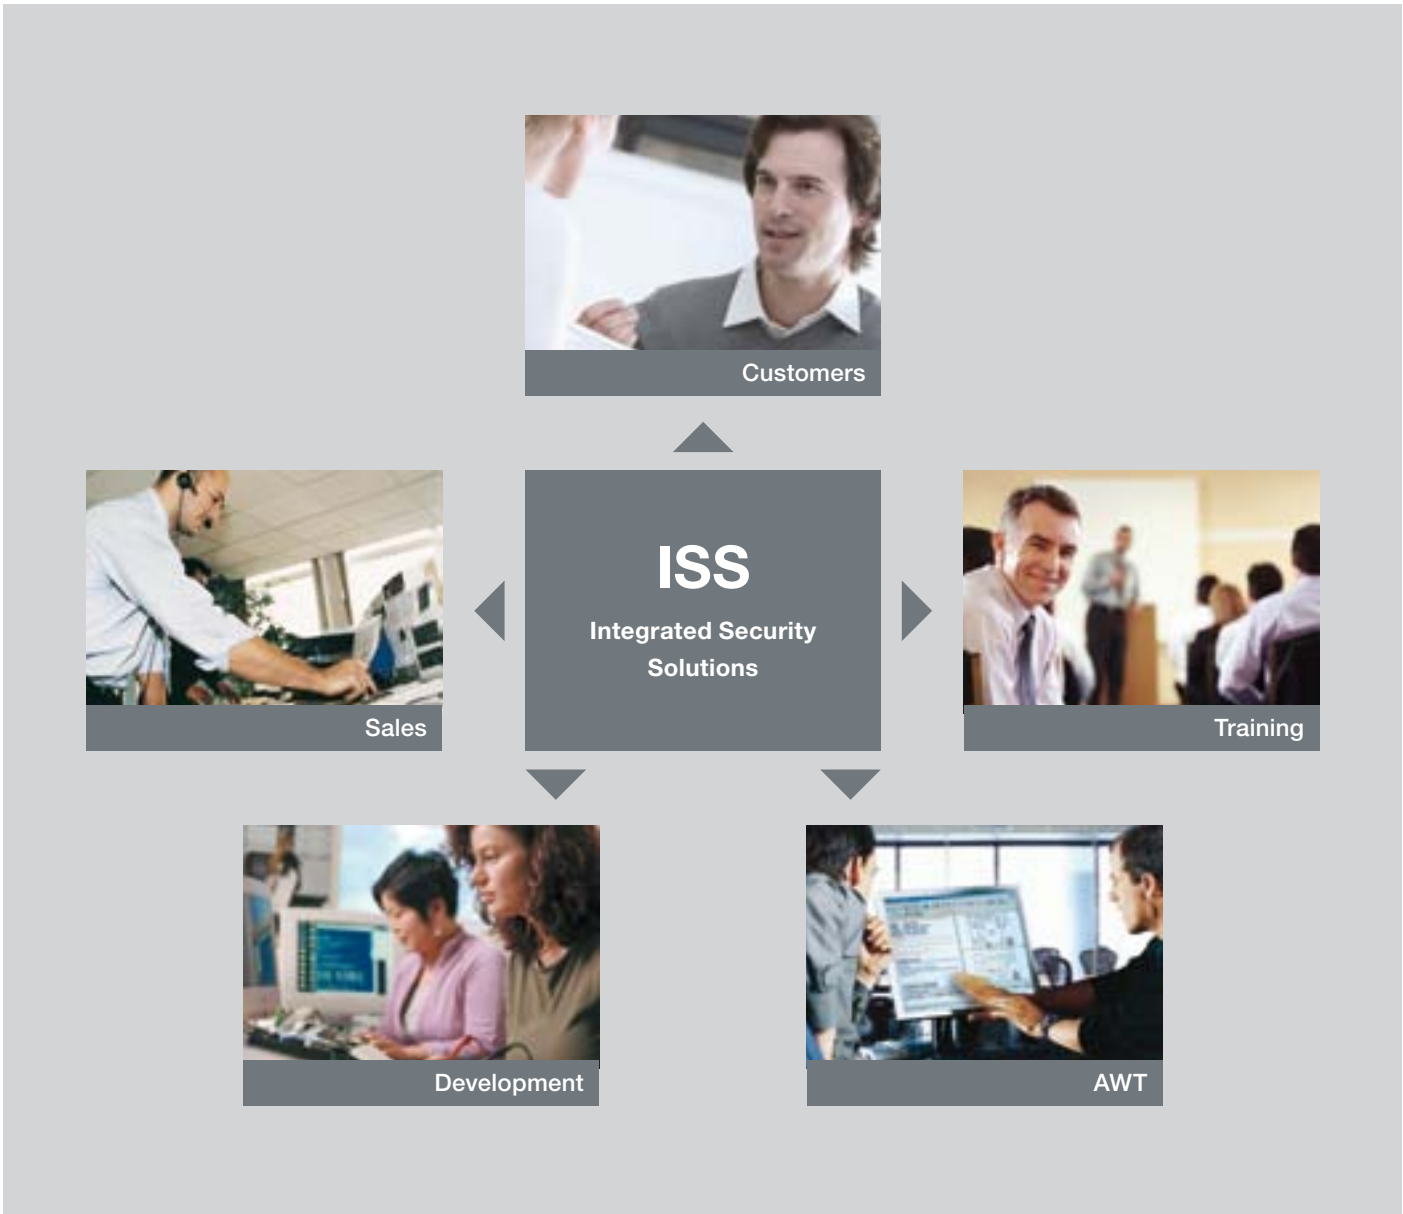 Customers
ISS
Integrated Security
Solutions
Sales
Training
Development
AWT